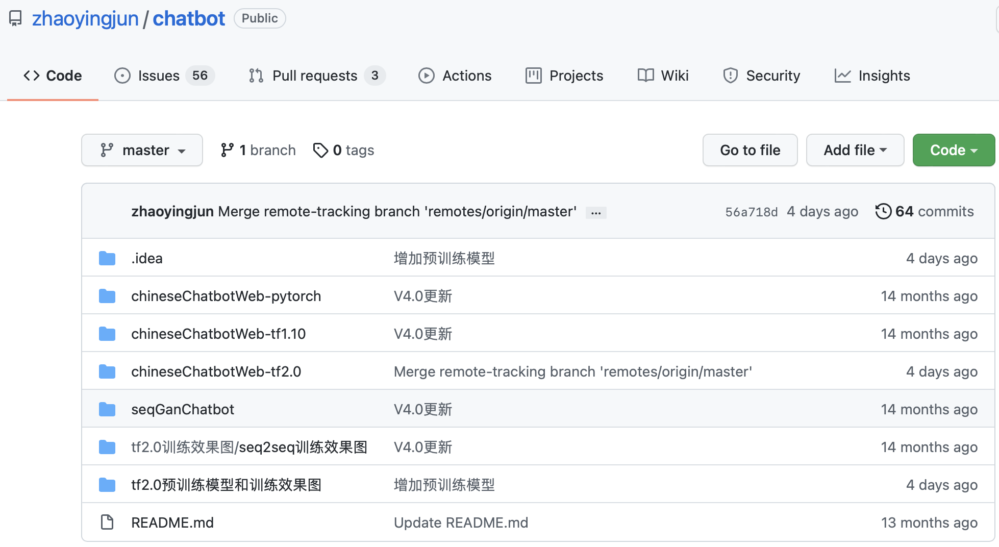 zhaoyingjun / chatbot Public
Code Issues 56 Pull requests 3 Actions Projects Wiki Security Insights
master 1 branch 0 tags Go to file Add file Code
zhaoyingjun Merge remote-tracking branch 'remotes/origin/master' ... 56a718d 4 days ago 64 commits
.idea 增加预训练模型 4 days ago
chineseChatbotWeb-pytorch V4.0更新 14 months ago
chineseChatbotWeb-tf1.10 V4.0更新 14 months ago
chineseChatbotWeb-tf2.0 Merge remote-tracking branch 'remotes/origin/master' 4 days ago
seqGanChatbot V4.0更新 14 months ago
tf2.0训练效果图/seq2seq训练效果图 V4.0更新 14 months ago
tf2.0预训练模型和训练效果图 增加预训练模型 4 days ago
README.md Update README.md 13 months ago